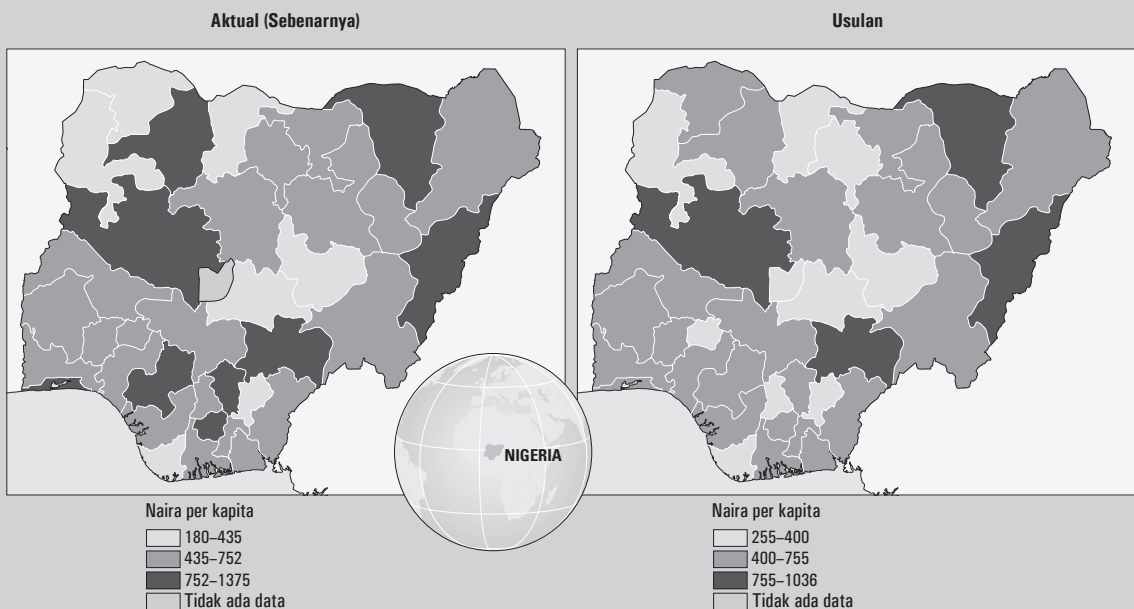 Aktual (Sebenarnya)
Usulan
NIGERIA
Naira per kapita
180–435
435–752
752–1375
Tidak ada data
Naira per kapita
255–400
400–755
755–1036
Tidak ada data